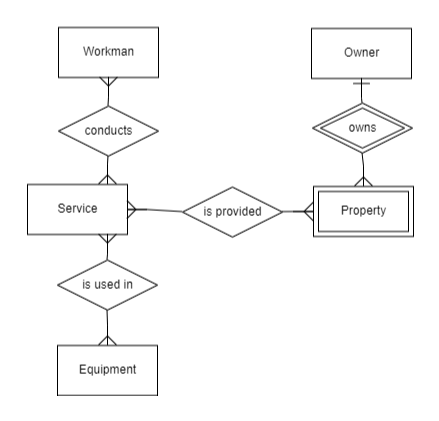 Workman
Owner
conducts
owns
Service
is provided
Property
is used in
Equipment